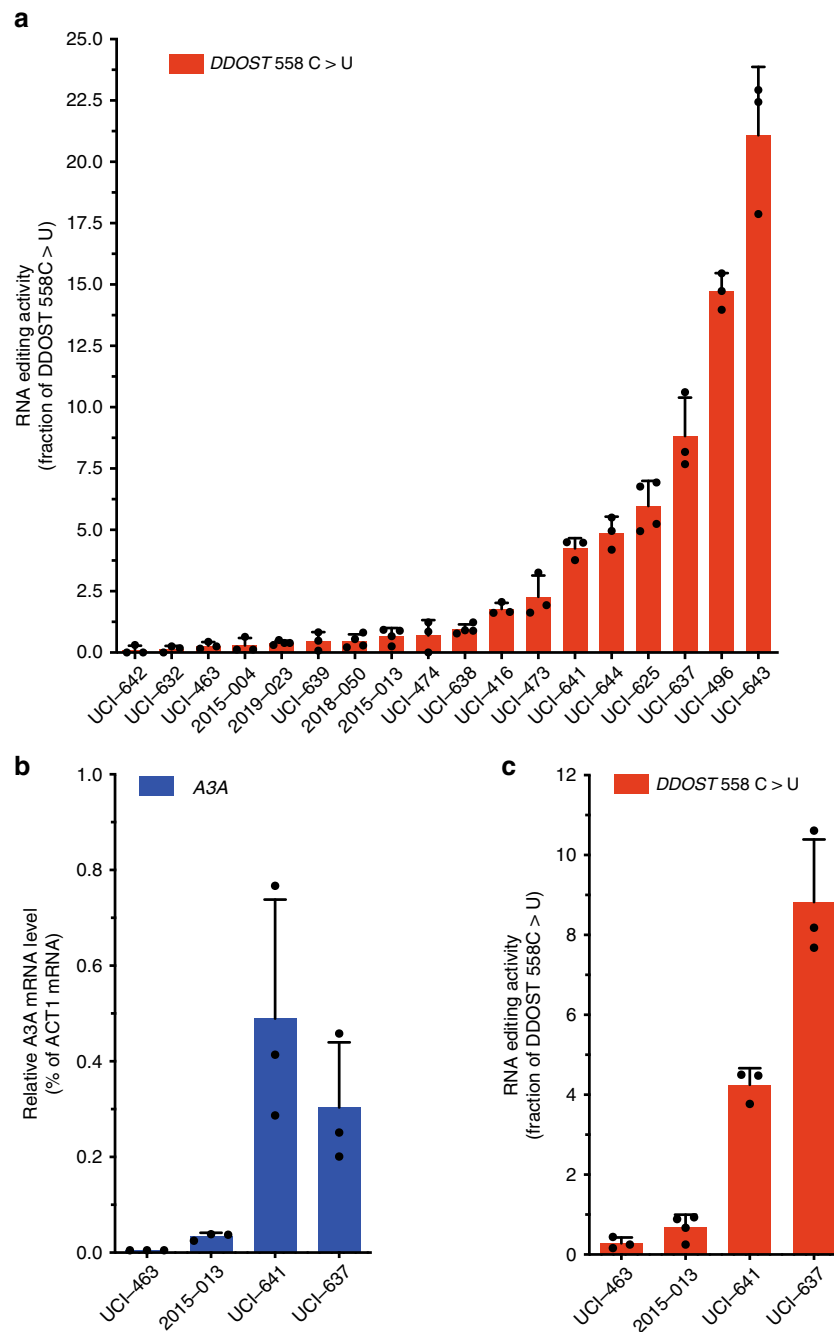 a
DDOST 558 C > U
RNA editing activity
(fraction of DDOST 558C > U)
25.0
22.5
20.0
17.5
15.0
12.5
10.0
7.5
5.0
2.5
0.0
UCI–642
UCI–632
UCI–463
2015–004
2019–023
UCI–639
2018–050
2015–013
UCI–474
UCI–638
UCI–416
UCI–473
UCI–641
UCI–644
UCI–625
UCI–637
UCI–496
UCI–643
b
A3A
Relative A3A mRNA level
(% of ACT1 mRNA)
1.0
0.8
0.6
0.4
0.2
0.0
UCI–463
2015–013
UCI–641
UCI–637
c
DDOST 558 C > U
RNA editing activity
(fraction of DDOST 558C > U)
12
10
8
6
4
2
0
UCI–463
2015–013
UCI–641
UCI–637